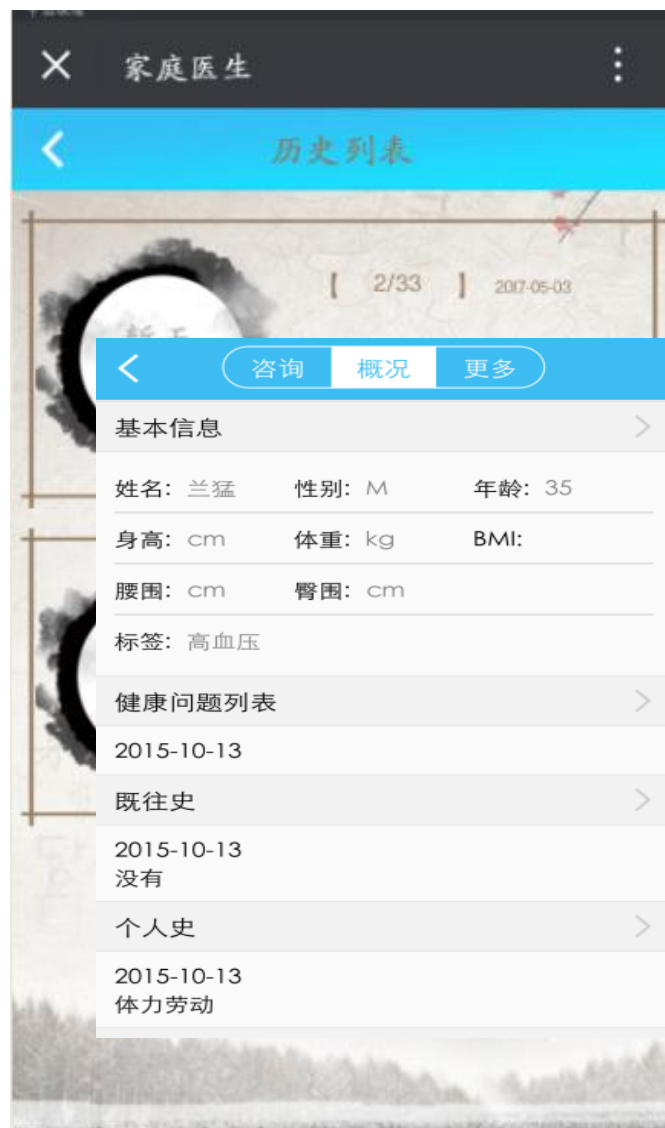 家庭医生
历史列表
【 2/33 】 2017-05-03
咨询 概况 更多
基本信息
姓名: 兰猛 性别: M 年龄: 35
身高: cm 体重: kg BMI:
腰围: cm 臀围: cm
标签: 高血压
健康问题列表
2015-10-13
既往史
2015-10-13
没有
个人史
2015-10-13
体力劳动